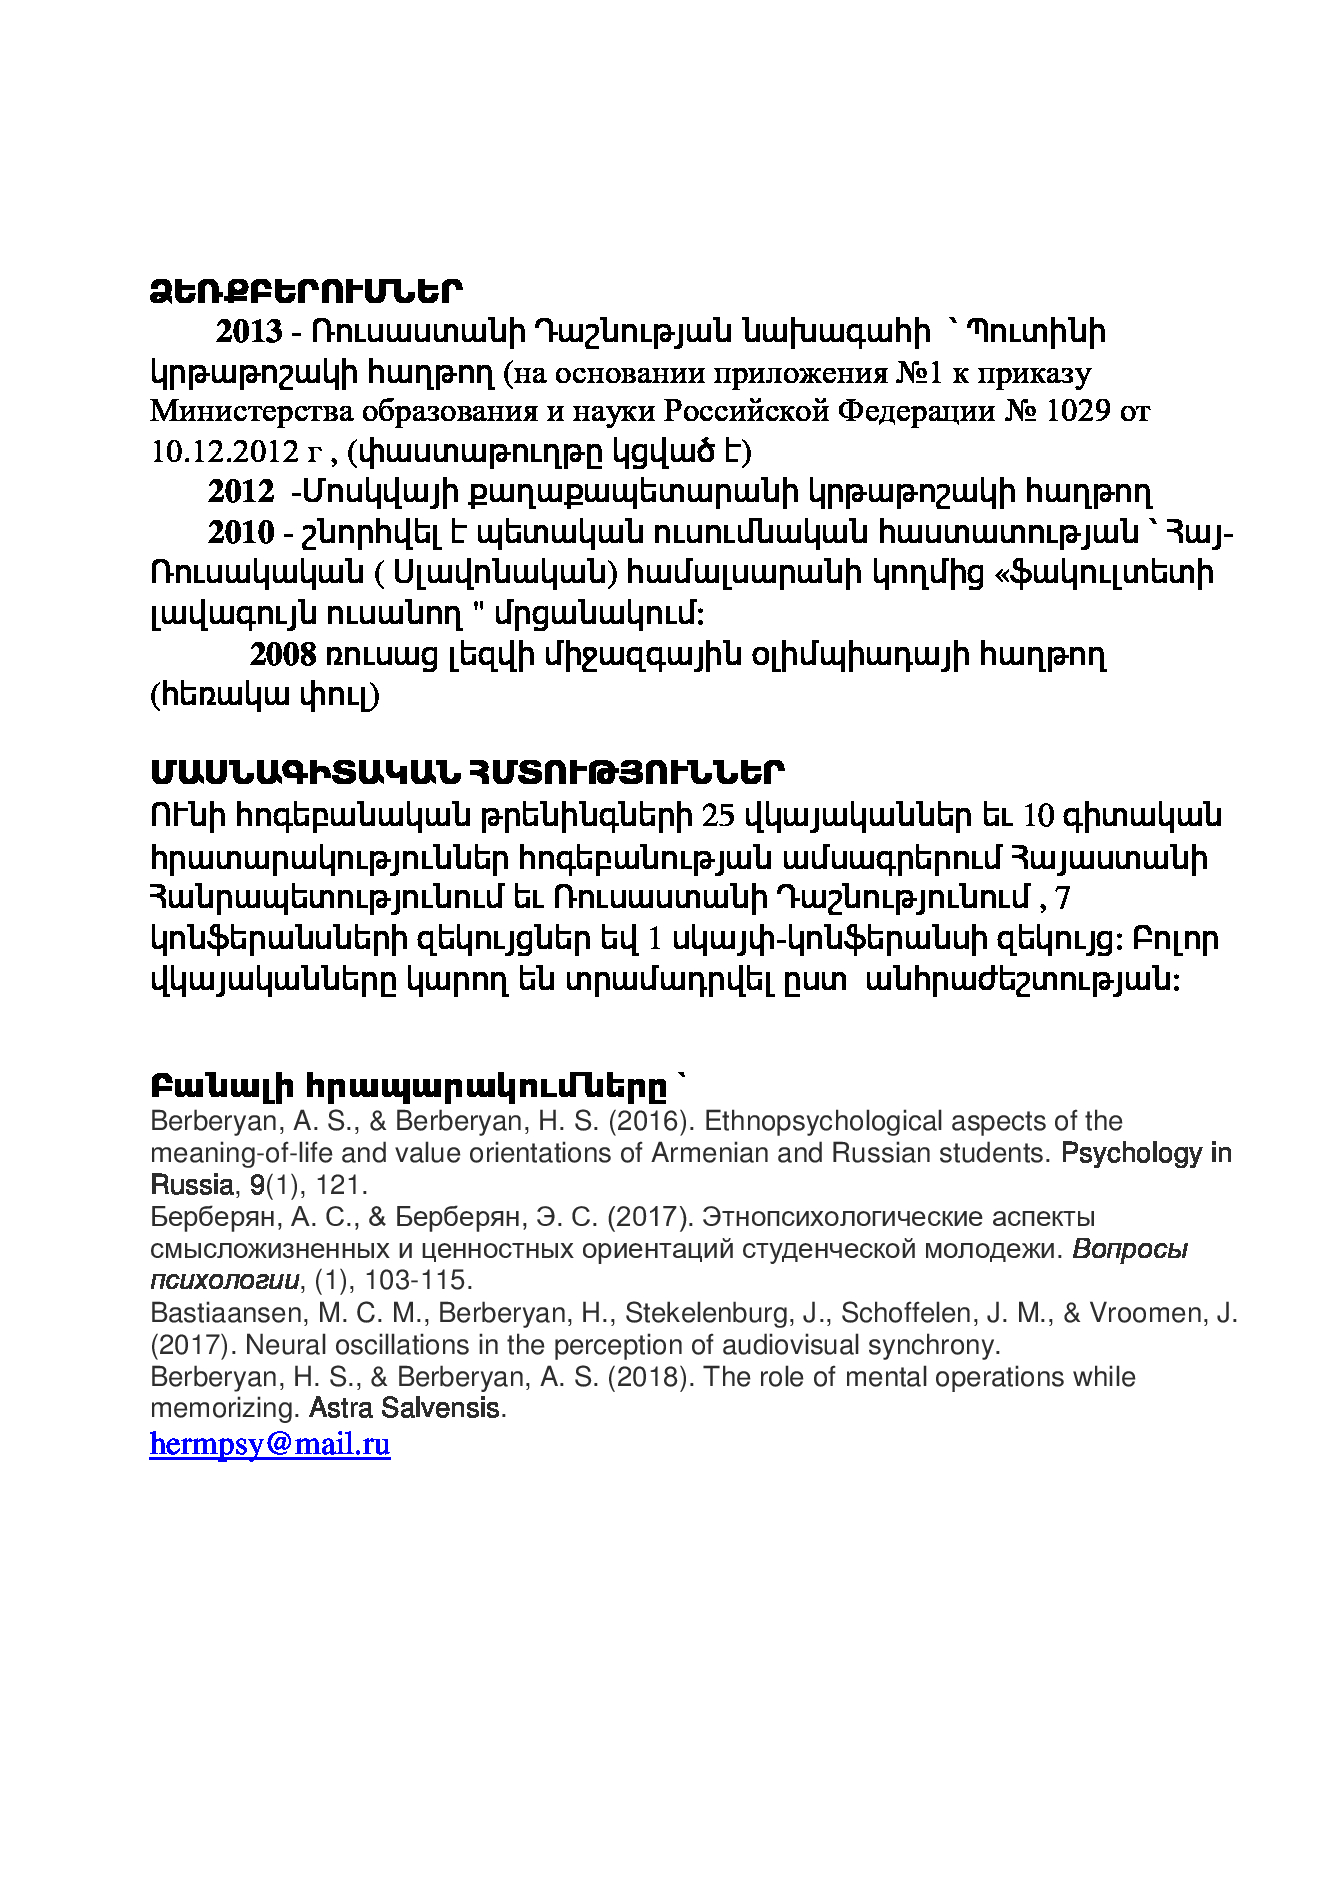 ՁԵՌՔԲԵՐՈՒՄՆԵՐ
2013 - Ռուսաստանի Դաշնության նախագահի ՝ Պուտինի
կրթաթոշակի հաղթող (на основании приложения №1 к приказу
Министерства образования и науки Российской Федерации № 1029 от
10.12.2012 г , (փաստաթուղթը կցված է)
2012 -Մոսկվայի քաղաքապետարանի կրթաթոշակի հաղթող
2010 - շնորհվել է պետական ուսումնական հաստատության ՝ Հայ-
Ռուսակական ( Սլավոնական) համալսարանի կողմից «ֆակուլտետի
լավագույն ուսանող " մրցանակում:
2008 ռուսաց լեզվի միջազգային օլիմպիադայի հաղթող
(հեռակա փուլ)
ՄԱՍՆԱԳԻՏԱԿԱՆ ՀՄՏՈՒԹՅՈՒՆՆԵՐ
ՈՒնի հոգեբանական թրենինգների 25 վկայականներ եւ 10 գիտական
հրատարակություններ հոգեբանության ամսագրերում Հայաստանի
Հանրապետությունում եւ Ռուսաստանի Դաշնությունում , 7
կոնֆերանսների զեկույցներ եվ 1 սկայփ-կոնֆերանսի զեկույց: Բոլոր
վկայականները կարող են տրամադրվել ըստ անհրաժեշտության:
Բանալի հրապարակումները ՝
Berberyan, A. S., & Berberyan, H. S. (2016). Ethnopsychological aspects of the
meaning-of-life and value orientations of Armenian and Russian students. Psychology in
Russia, 9(1), 121.
Берберян, А. С., & Берберян, Э. С. (2017). Этнопсихологические аспекты
смысложизненных и ценностных ориентаций студенческой молодежи. Вопросы
психологии, (1), 103-115.
Bastiaansen, M. C. M., Berberyan, H., Stekelenburg, J., Schoffelen, J. M., & Vroomen, J.
(2017). Neural oscillations in the perception of audiovisual synchrony.
Berberyan, H. S., & Berberyan, A. S. (2018). The role of mental operations while
memorizing. Astra Salvensis.
hermpsy@mail.ru